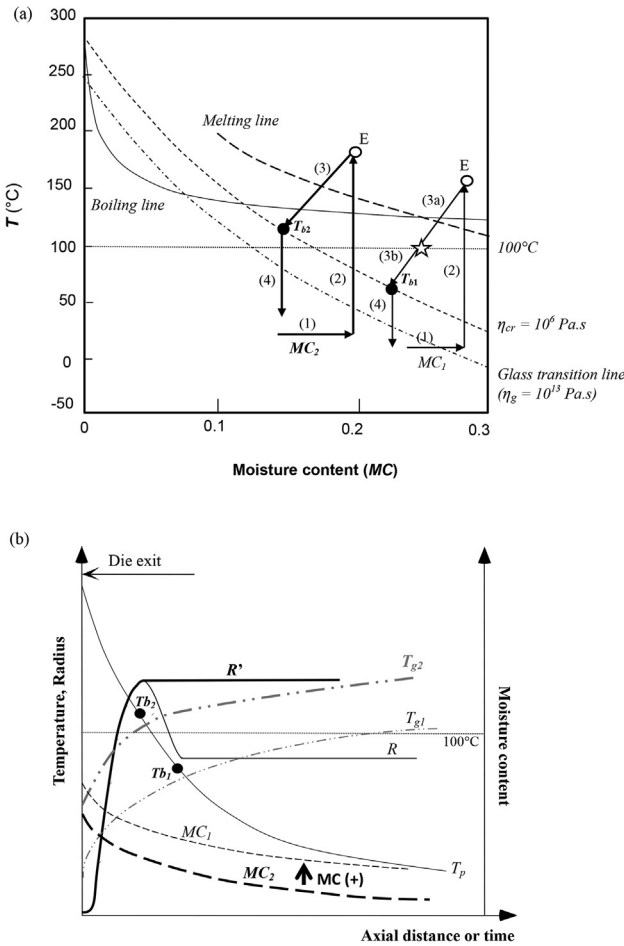 (a)
300
250
200
150
100
50
0
-50
T (°C)
Melting line
E
E
(3)
(3a)
Boiling line
Tb2
100°C
(3b)
(2)
(2)
(4)
Tb1
(4)
(1)
MC2
(1)
MC1
ηcr = 10⁶ Pa.s
Glass transition line
(ηg = 10¹³ Pa.s)
0
0.1
0.2
0.3
Moisture content (MC)
(b)
Die exit
Temperature, Radius
Moisture content
R’
Tg2
Tb2
Tg1
100°C
R
Tb1
MC1
MC2
MC (+)
Tp
Axial distance or time